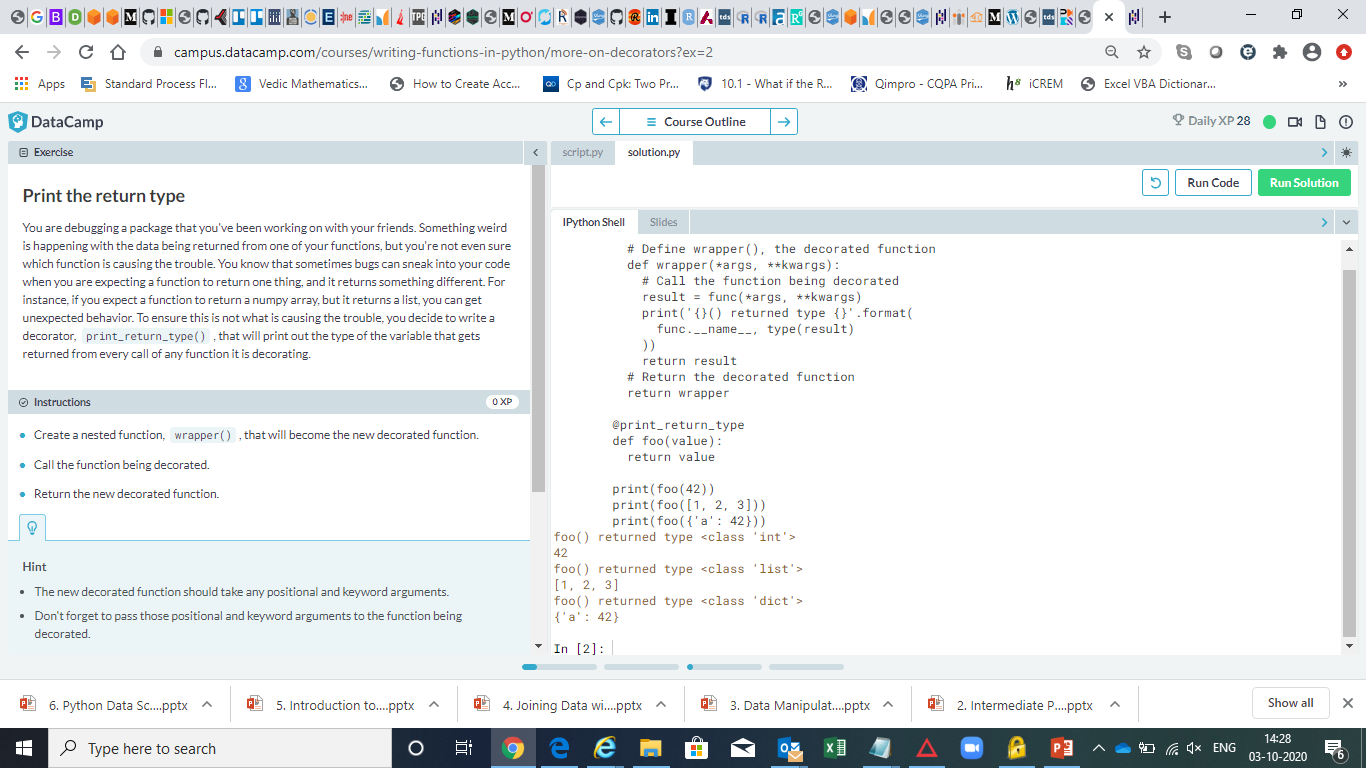 campus.datacamp.com/courses/writing-functions-in-python/more-on-decorators?ex=2
Apps
Standard Process Fl...
Vedic Mathematics...
How to Create Acc...
Cp and Cpk: Two Pr...
10.1 - What if the R...
Qimpro - CQPA Pri...
iCREM
Excel VBA Dictionar...
»
DataCamp
Course Outline
Daily XP 28
Exercise
script.py
solution.py
Print the return type
Run Code
Run Solution
You are debugging a package that you've been working on with your friends. Something weird
is happening with the data being returned from one of your functions, but you're not even sure
which function is causing the trouble. You know that sometimes bugs can sneak into your code
when you are expecting a function to return one thing, and it returns something different. For
instance, if you expect a function to return a numpy array, but it returns a list, you can get
unexpected behavior. To ensure this is not what is causing the trouble, you decide to write a
decorator, print_return_type() , that will print out the type of the variable that gets
returned from every call of any function it is decorating.
Instructions
0 XP
Create a nested function, wrapper() , that will become the new decorated function.
Call the function being decorated.
Return the new decorated function.
Hint
The new decorated function should take any positional and keyword arguments.
Don't forget to pass those positional and keyword arguments to the function being
decorated.
IPython Shell
Slides
# Define wrapper(), the decorated function
def wrapper(*args, **kwargs):
# Call the function being decorated
result = func(*args, **kwargs)
print('{}() returned type {}'.format(
func.__name__, type(result)
))
return result
# Return the decorated function
return wrapper
@print_return_type
def foo(value):
return value
print(foo(42))
print(foo([1, 2, 3]))
print(foo({'a': 42}))
foo() returned type <class 'int'>
42
foo() returned type <class 'list'>
[1, 2, 3]
foo() returned type <class 'dict'>
{'a': 42}
In [2]:
6. Python Data Sc....pptx
5. Introduction to....pptx
4. Joining Data wi....pptx
3. Data Manipulat....pptx
2. Intermediate P....pptx
Show all
Type here to search
ENG
14:28
03-10-2020
6